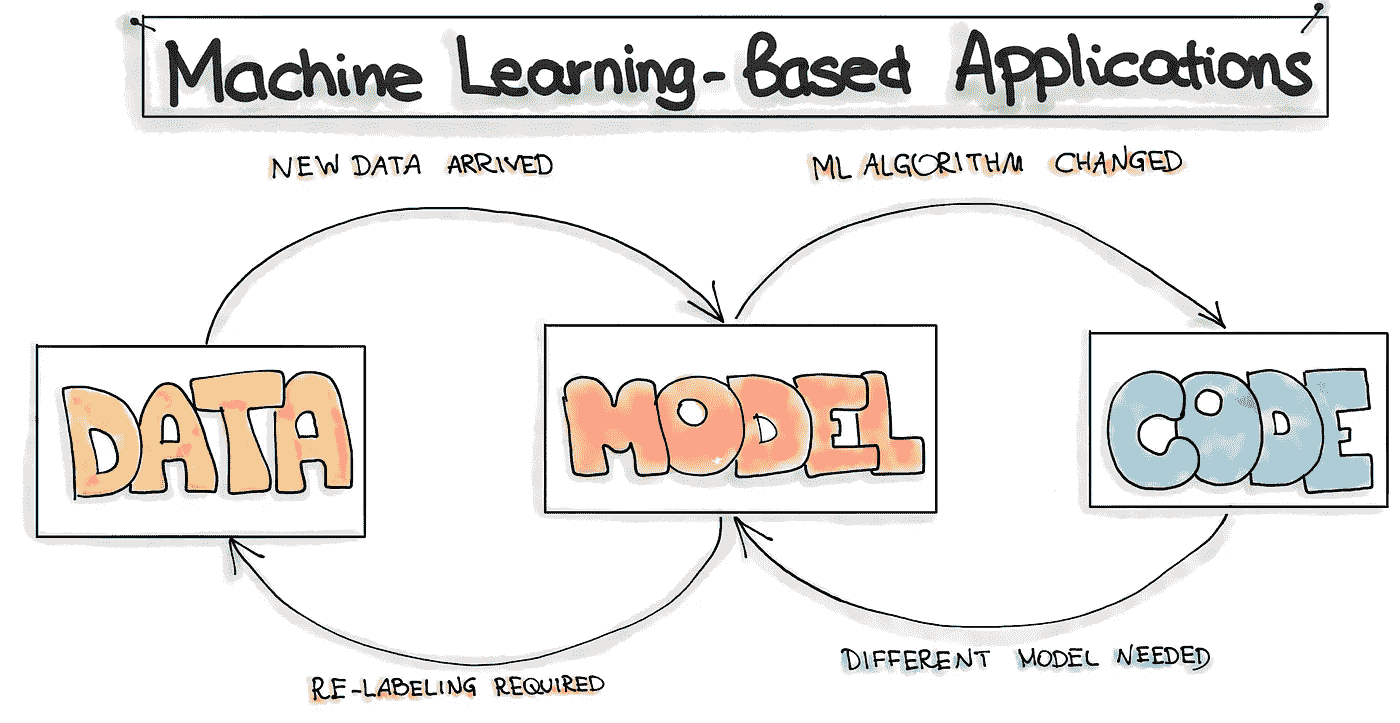 Machine Learning-Based Applications
NEW DATA ARRIVED
ML ALGORITHM CHANGED
DATA
MODEL
CODE
DIFFERENT MODEL NEEDED
RE-LABELING REQUIRED